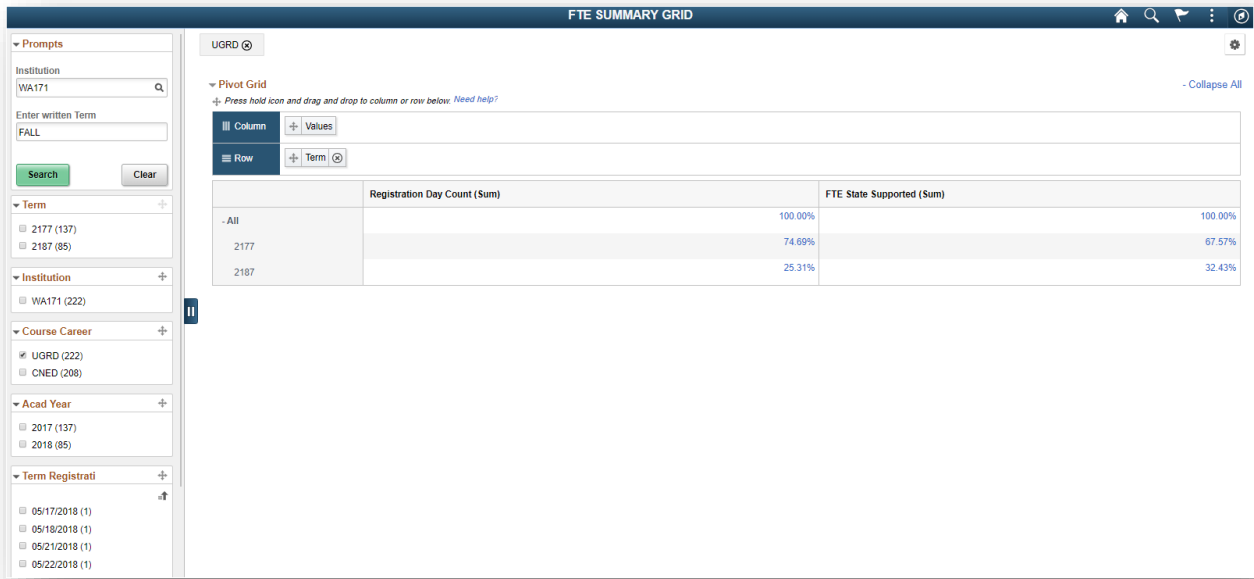 FTE SUMMARY GRID
Prompts
Institution
WA171
Enter written Term
FALL
Search Clear
Term
2177 (137)
2187 (85)
Institution
WA171 (222)
Course Career
UGRD (222)
CNED (208)
Acad Year
2017 (137)
2018 (85)
Term Registrati
05/17/2018 (1)
05/18/2018 (1)
05/21/2018 (1)
05/22/2018 (1)
UGRD
Pivot Grid
- Collapse All
Press hold icon and drag and drop to column or row below. Need help?
Column Values
Row Term
Registration Day Count (Sum) FTE State Supported (Sum)
- All 100.00% 100.00%
2177 74.69% 67.57%
2187 25.31% 32.43%